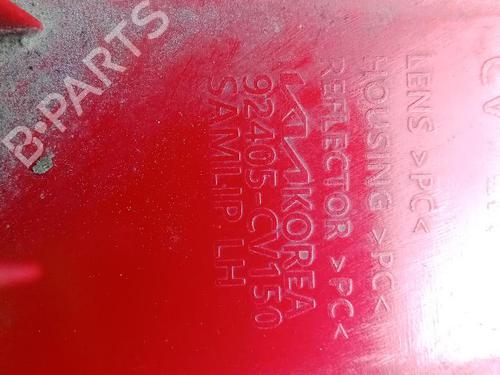 LENS >PC<
HOUSING >PC<
REFLECTOR >PC<
KOREA
92405-CV150
SAMLIP LH
B-PARTS